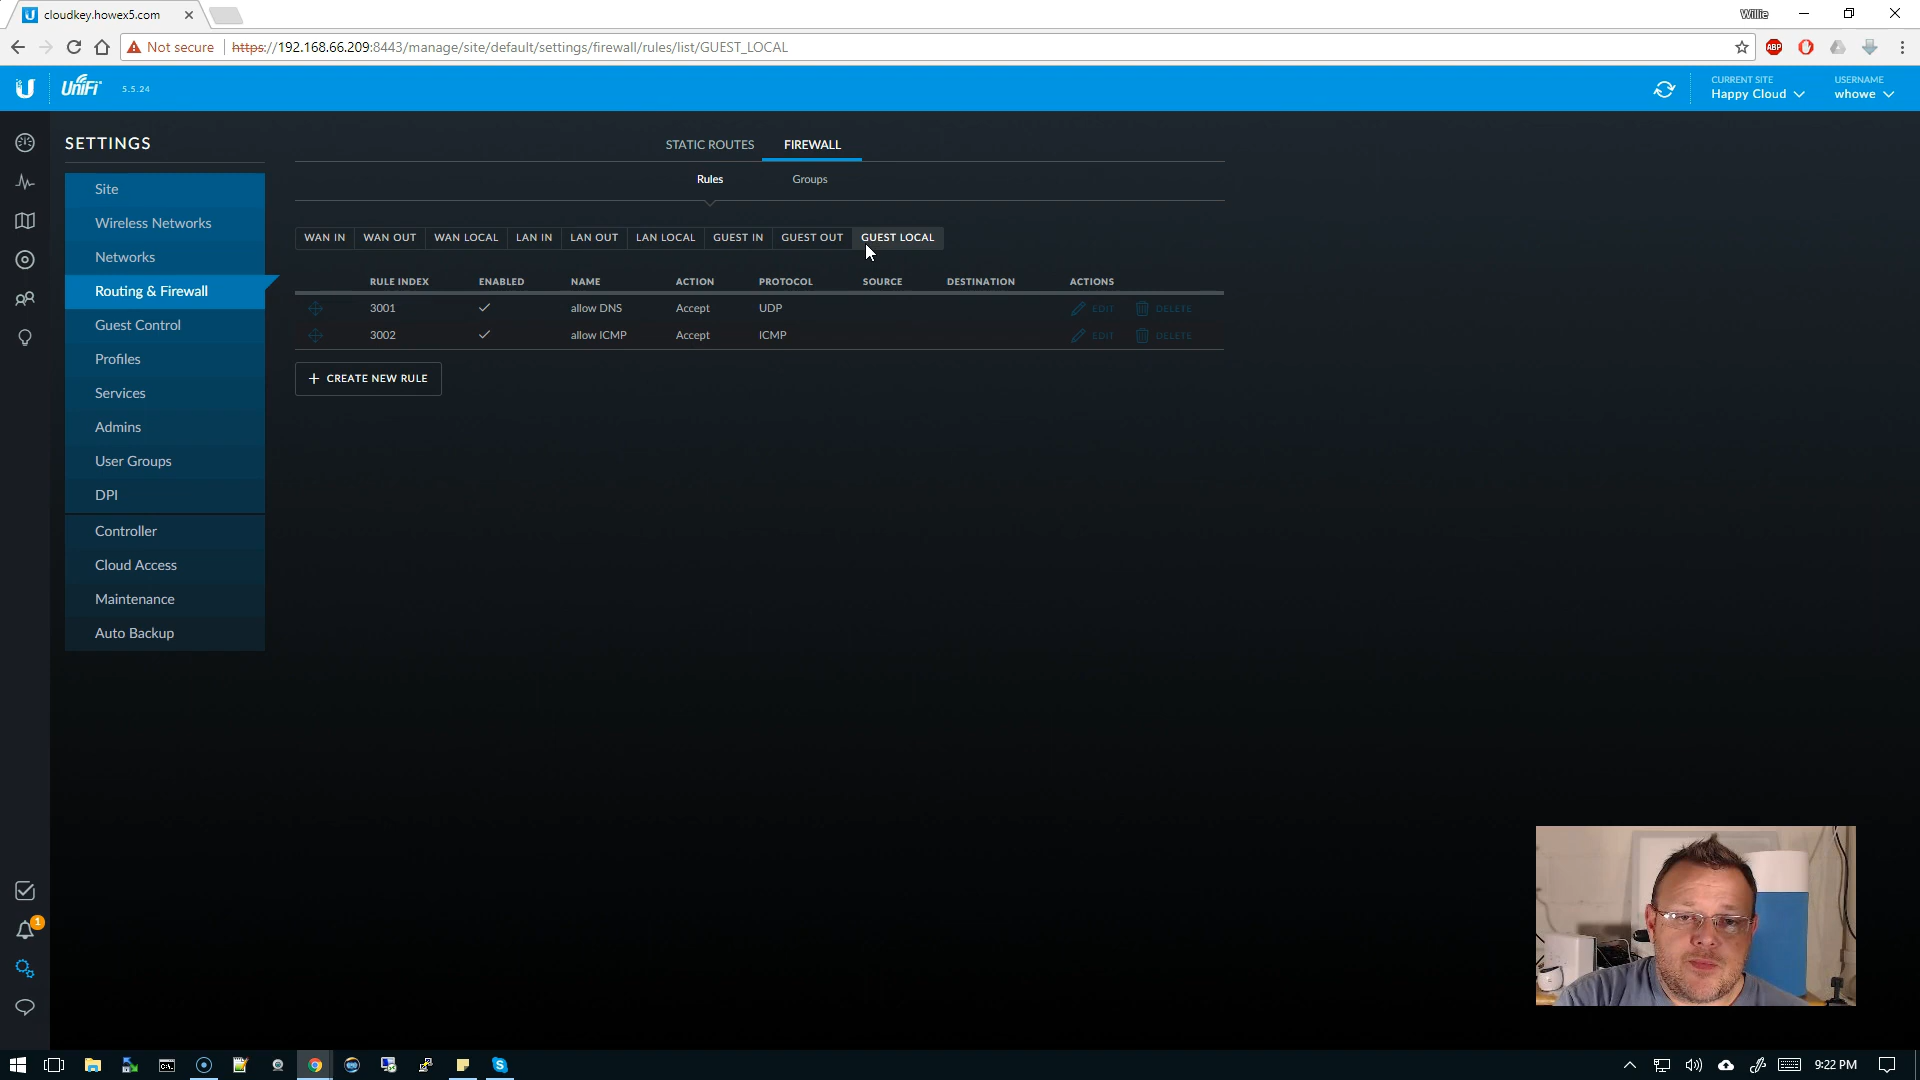 cloudkey.howex5.com
Willie
Not secure https://192.168.66.209:8443/manage/site/default/settings/firewall/rules/list/GUEST_LOCAL
ABP
U UniFi 5.5.24
CURRENT SITE
Happy Cloud
USERNAME
whowe
SETTINGS
Site
Wireless Networks
Networks
Routing & Firewall
Guest Control
Profiles
Services
Admins
User Groups
DPI
Controller
Cloud Access
Maintenance
Auto Backup
STATIC ROUTES FIREWALL
Rules Groups
WAN IN WAN OUT WAN LOCAL LAN IN LAN OUT LAN LOCAL GUEST IN GUEST OUT GUEST LOCAL
RULE INDEX ENABLED NAME ACTION PROTOCOL SOURCE DESTINATION ACTIONS
3001 allow DNS Accept UDP EDIT DELETE
3002 allow ICMP Accept ICMP EDIT DELETE
+ CREATE NEW RULE
1
9:22 PM